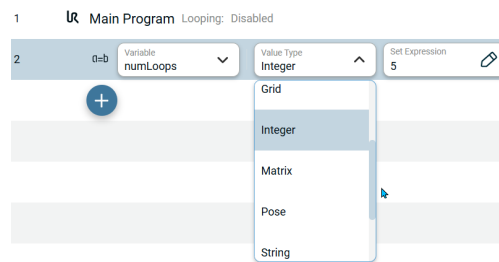 1 UR Main Program Looping: Disabled
2 a=b Variable Value Type Set Expression
numLoops Integer 5
Grid
Integer
Matrix
Pose
String